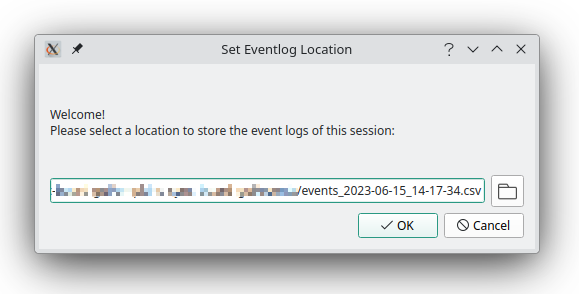 Set Eventlog Location
Welcome!
Please select a location to store the event logs of this session:
/events_2023-06-15_14-17-34.csv
OK
Cancel